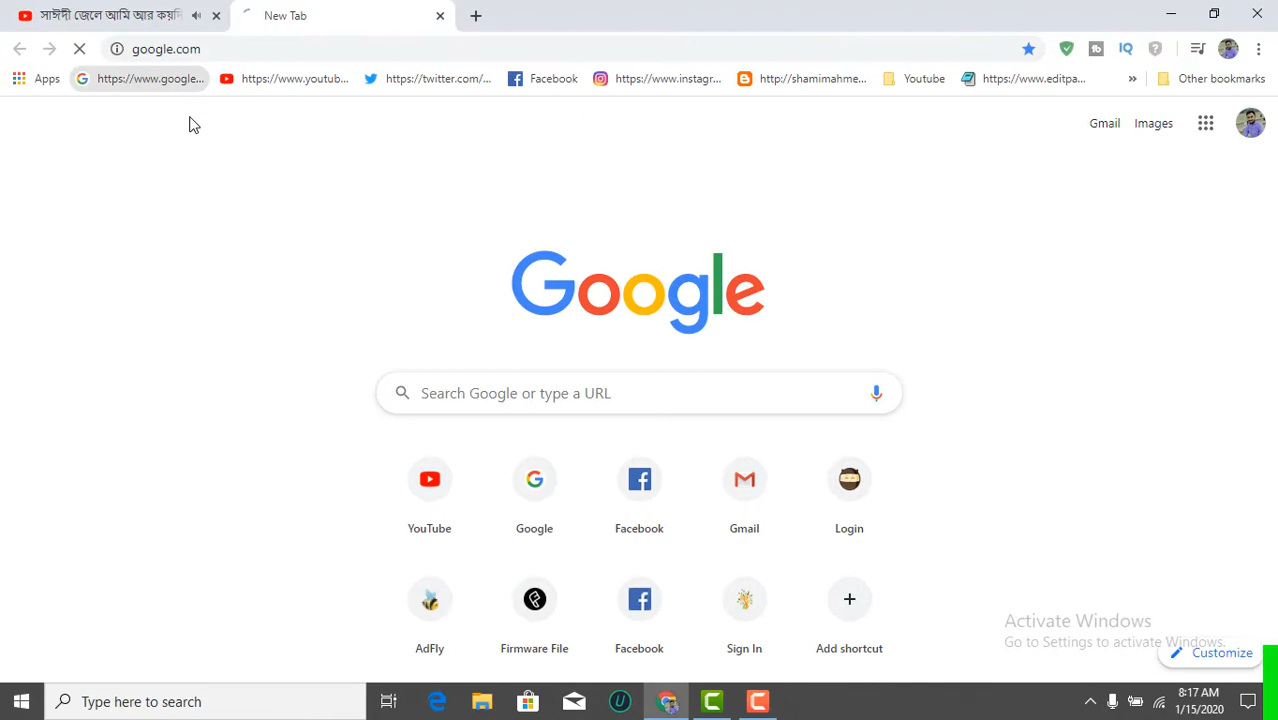 সাঈদী জেলে আমি আর কয়দি
New Tab
google.com
Apps
https://www.google...
https://www.youtub...
https://twitter.com/...
Facebook
https://www.instagr...
http://shamimahme...
Youtube
https://www.editpa...
»
Other bookmarks
Gmail
Images
Google
Search Google or type a URL
YouTube
Google
Facebook
Gmail
Login
AdFly
Firmware File
Facebook
Sign In
Add shortcut
Activate Windows
Go to Settings to activate Windows.
Customize
Type here to search
8:17 AM
1/15/2020